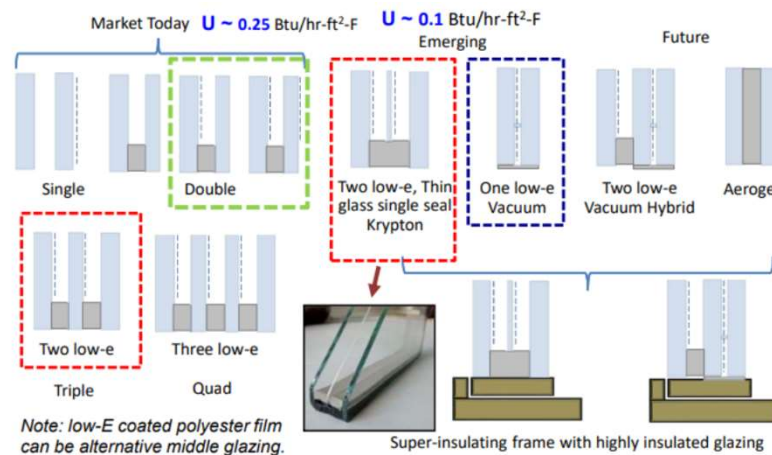 Market Today U ~ 0.25 Btu/hr-ft²-F
U ~ 0.1 Btu/hr-ft²-F
Emerging
Future
Single
Double
Two low-e, Thin
glass single seal
Krypton
One low-e
Vacuum
Two low-e
Vacuum Hybrid
Aeroge
Two low-e
Three low-e
Triple
Quad
Note: low-E coated polyester film
can be alternative middle glazing.
Super-insulating frame with highly insulated glazing